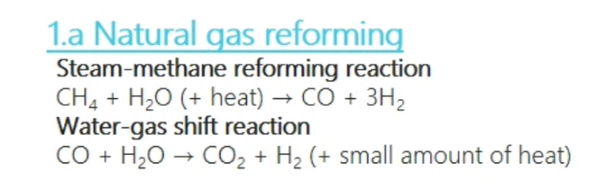 1.a Natural gas reforming
Steam-methane reforming reaction
CH₄ + H₂O (+ heat) → CO + 3H₂
Water-gas shift reaction
CO + H₂O → CO₂ + H₂ (+ small amount of heat)